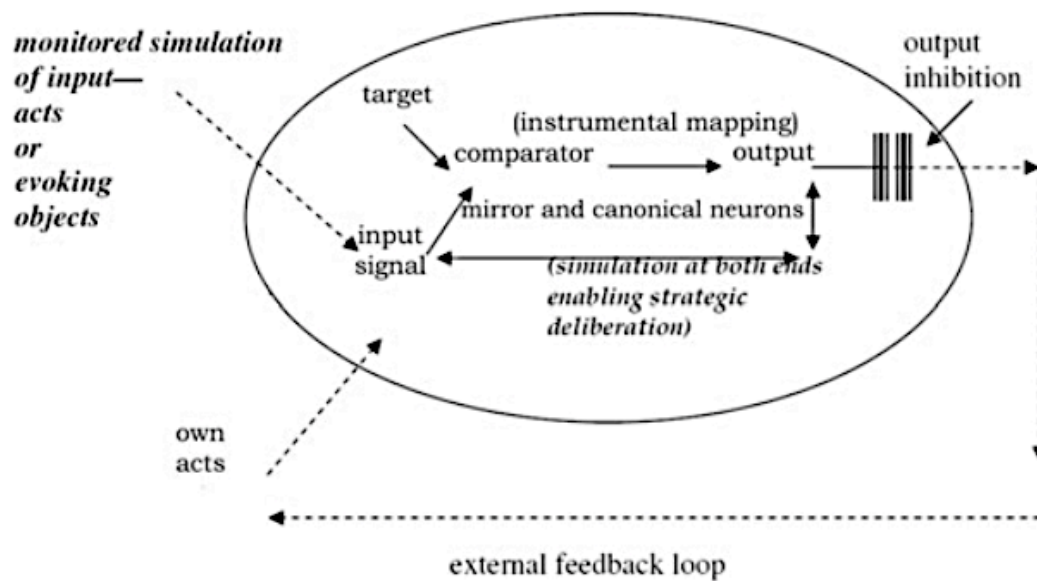 monitored simulation
of input—
acts
or
evoking
objects
target
(instrumental mapping)
comparator
output
output
inhibition
mirror and canonical neurons
input
signal
(simulation at both ends
enabling strategic
deliberation)
own
acts
external feedback loop